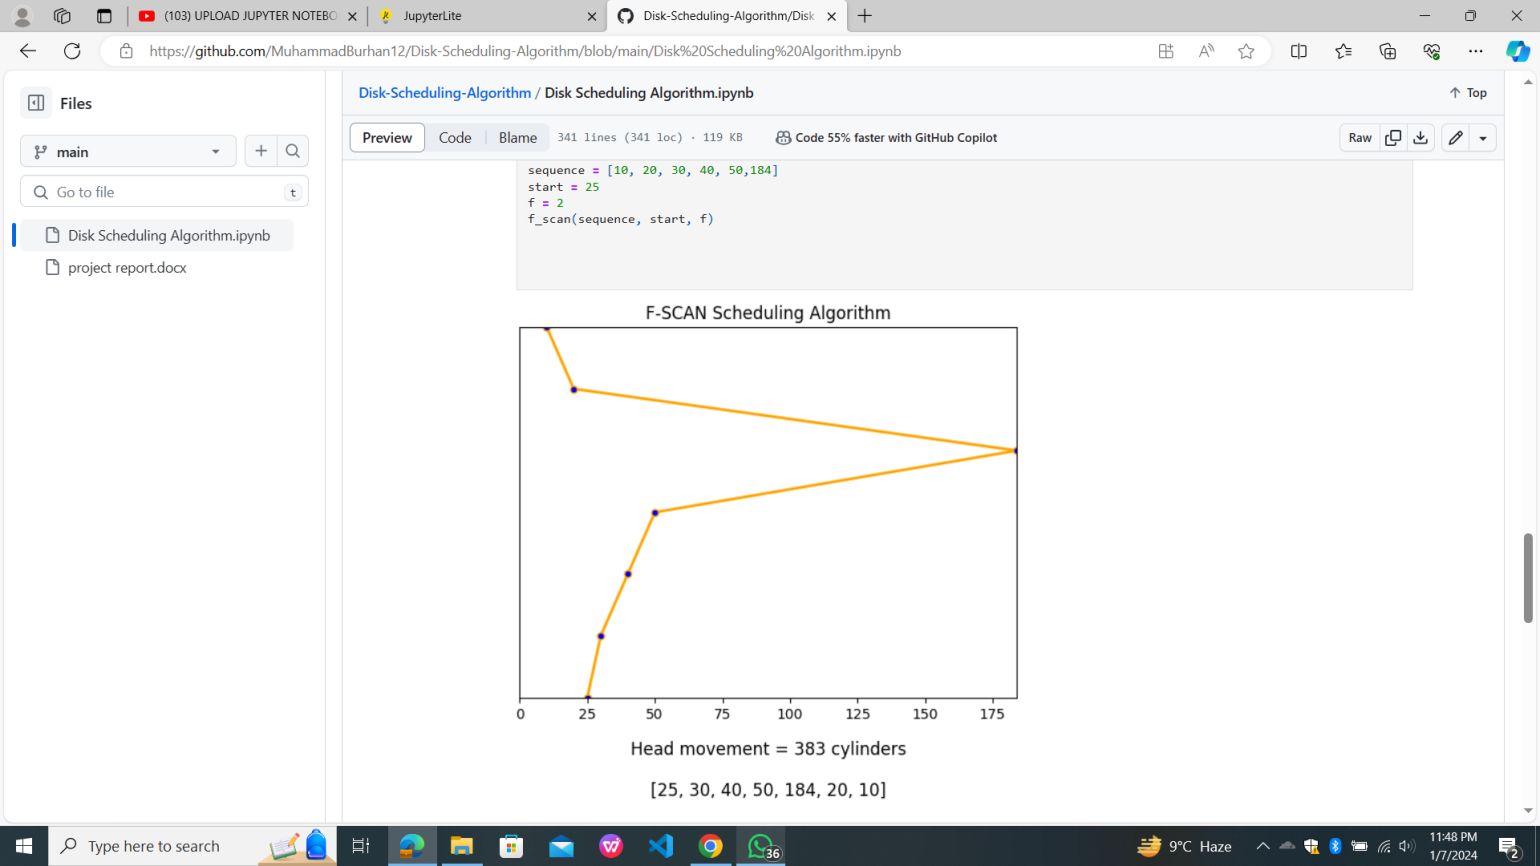 (103) UPLOAD JUPYTER NOTEBO
JupyterLite
Disk-Scheduling-Algorithm/Disk
https://github.com/MuhammadBurhan12/Disk-Scheduling-Algorithm/blob/main/Disk%20Scheduling%20Algorithm.ipynb
Files
Disk-Scheduling-Algorithm / Disk Scheduling Algorithm.ipynb
Top
main
Preview
Code
Blame
341 lines (341 loc) · 119 KB
Code 55% faster with GitHub Copilot
Raw
Go to file
t
Disk Scheduling Algorithm.ipynb
project report.docx
sequence = [10, 20, 30, 40, 50,184]
start = 25
f = 2
f_scan(sequence, start, f)
F-SCAN Scheduling Algorithm
0 25 50 75 100 125 150 175
Head movement = 383 cylinders
[25, 30, 40, 50, 184, 20, 10]
Type here to search
36
9°C Haze
11:48 PM
1/7/2024
2